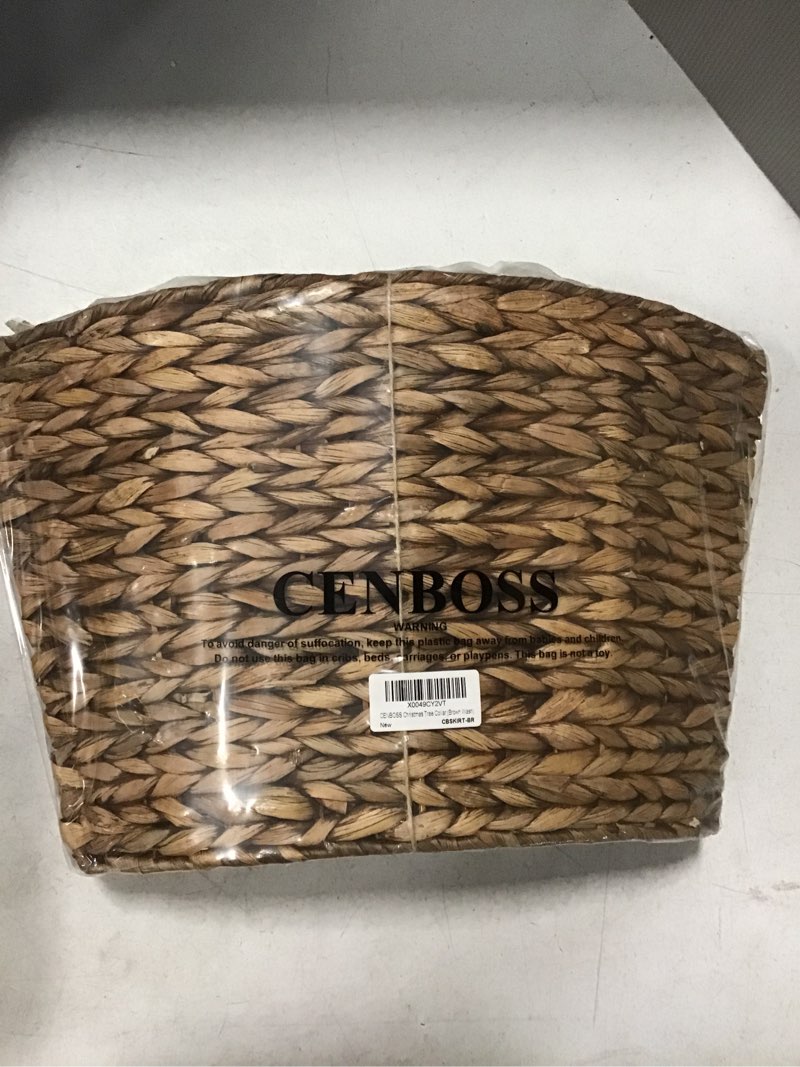 CENBOSS
WARNING
To avoid danger of suffocation, keep this plastic bag away from babies and children.
Do not use this bag in cribs, beds, carriages, or playpens. This bag is not a toy.
X0049CY2VT
CENBOSS Christmas Tree Collar (Brown Wash)
New CBSKIRT-BR